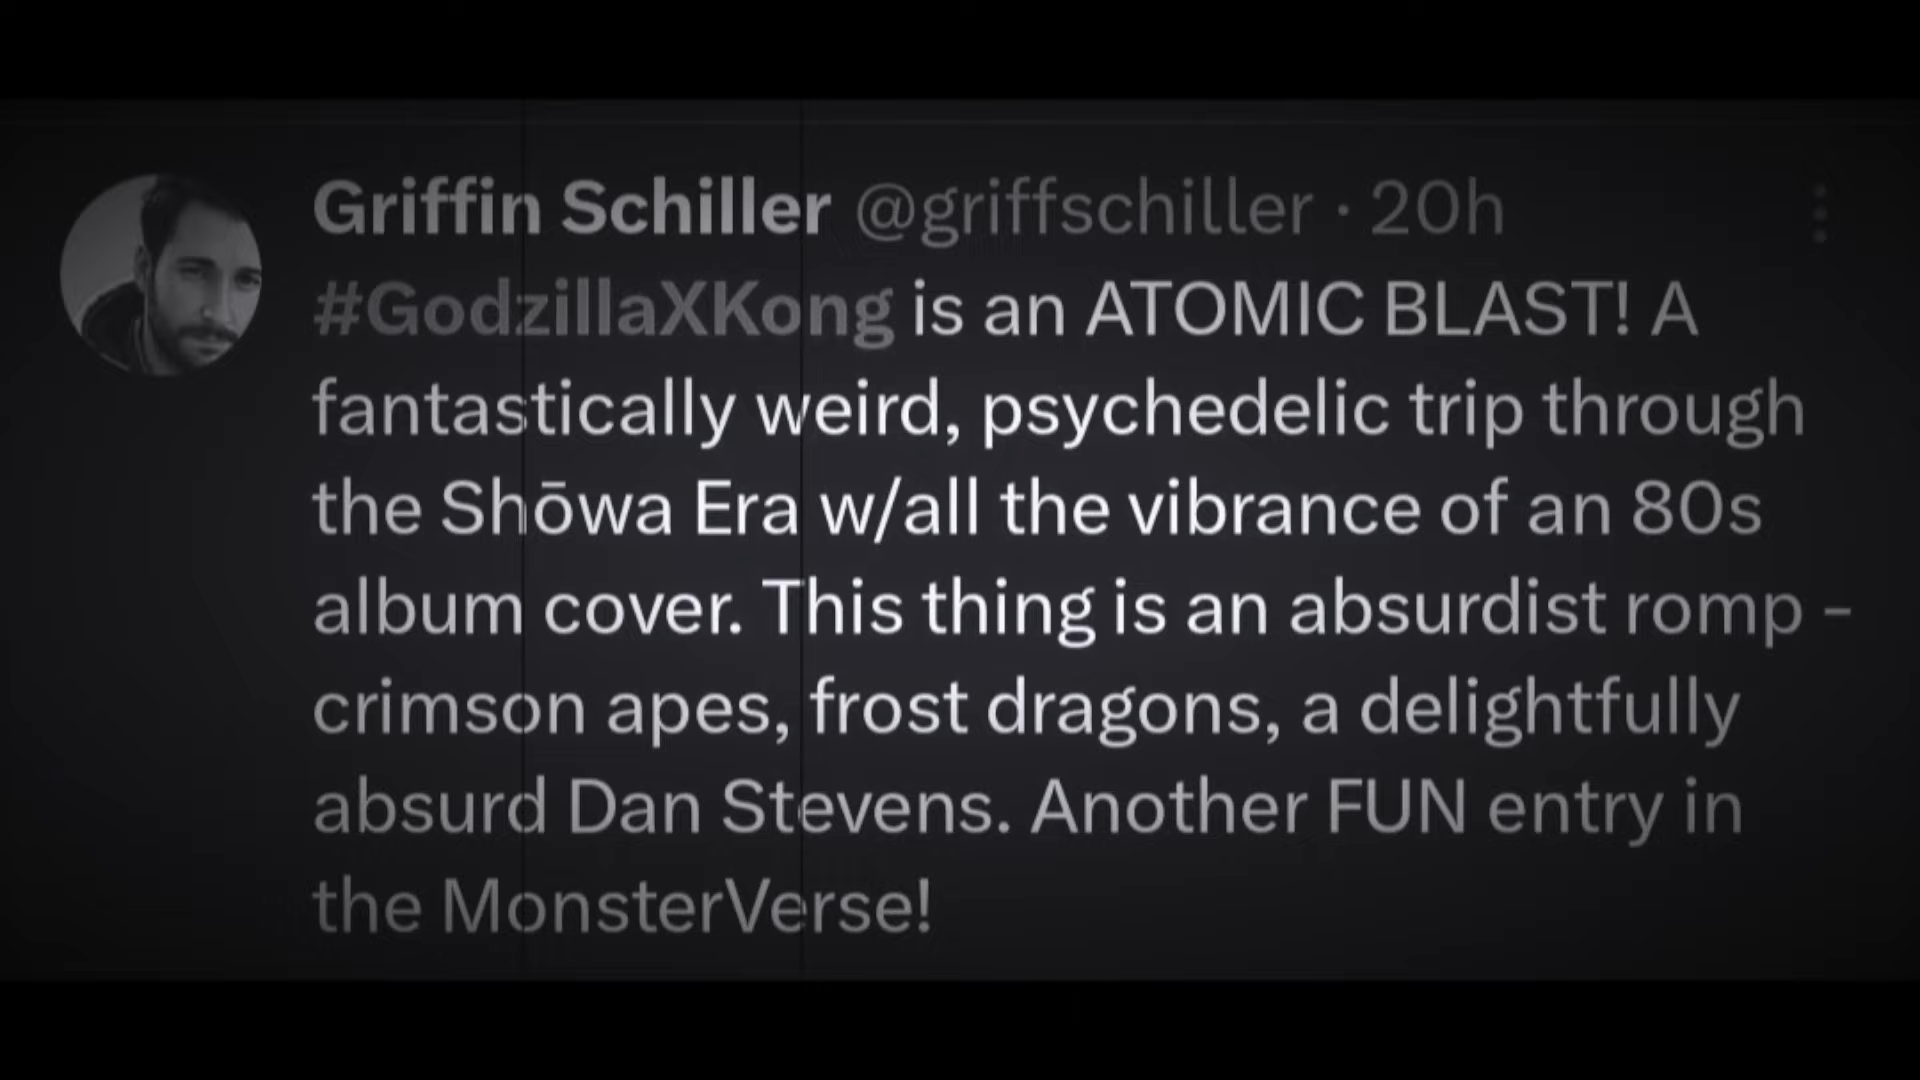 Griffin Schiller @griffschiller · 20h
#GodzillaXKong is an ATOMIC BLAST! A
fantastically weird, psychedelic trip through
the Shōwa Era w/all the vibrance of an 80s
album cover. This thing is an absurdist romp –
crimson apes, frost dragons, a delightfully
absurd Dan Stevens. Another FUN entry in
the MonsterVerse!